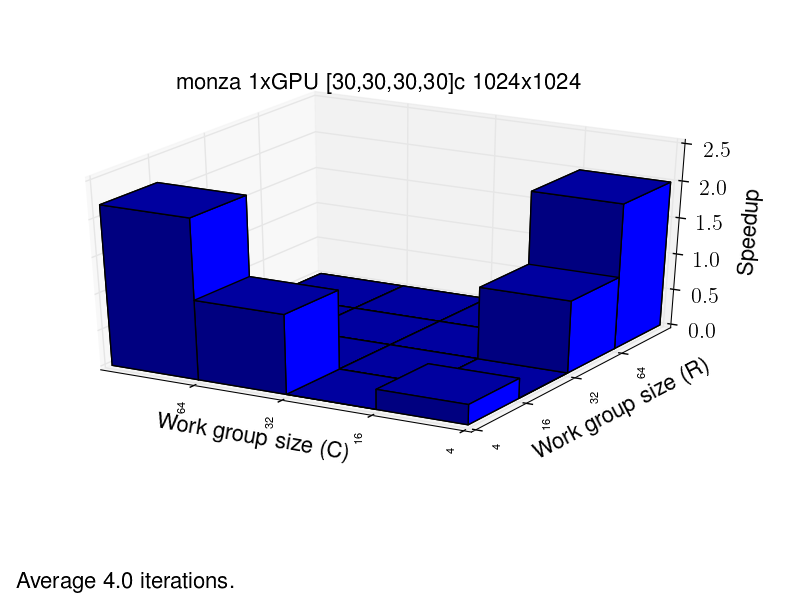 monza 1xGPU [30,30,30,30]c 1024x1024
2.5
2.0
1.5
1.0
0.5
0.0
Speedup
64
32
16
4
Work group size (C)
4
16
32
64
Work group size (R)
Average 4.0 iterations.